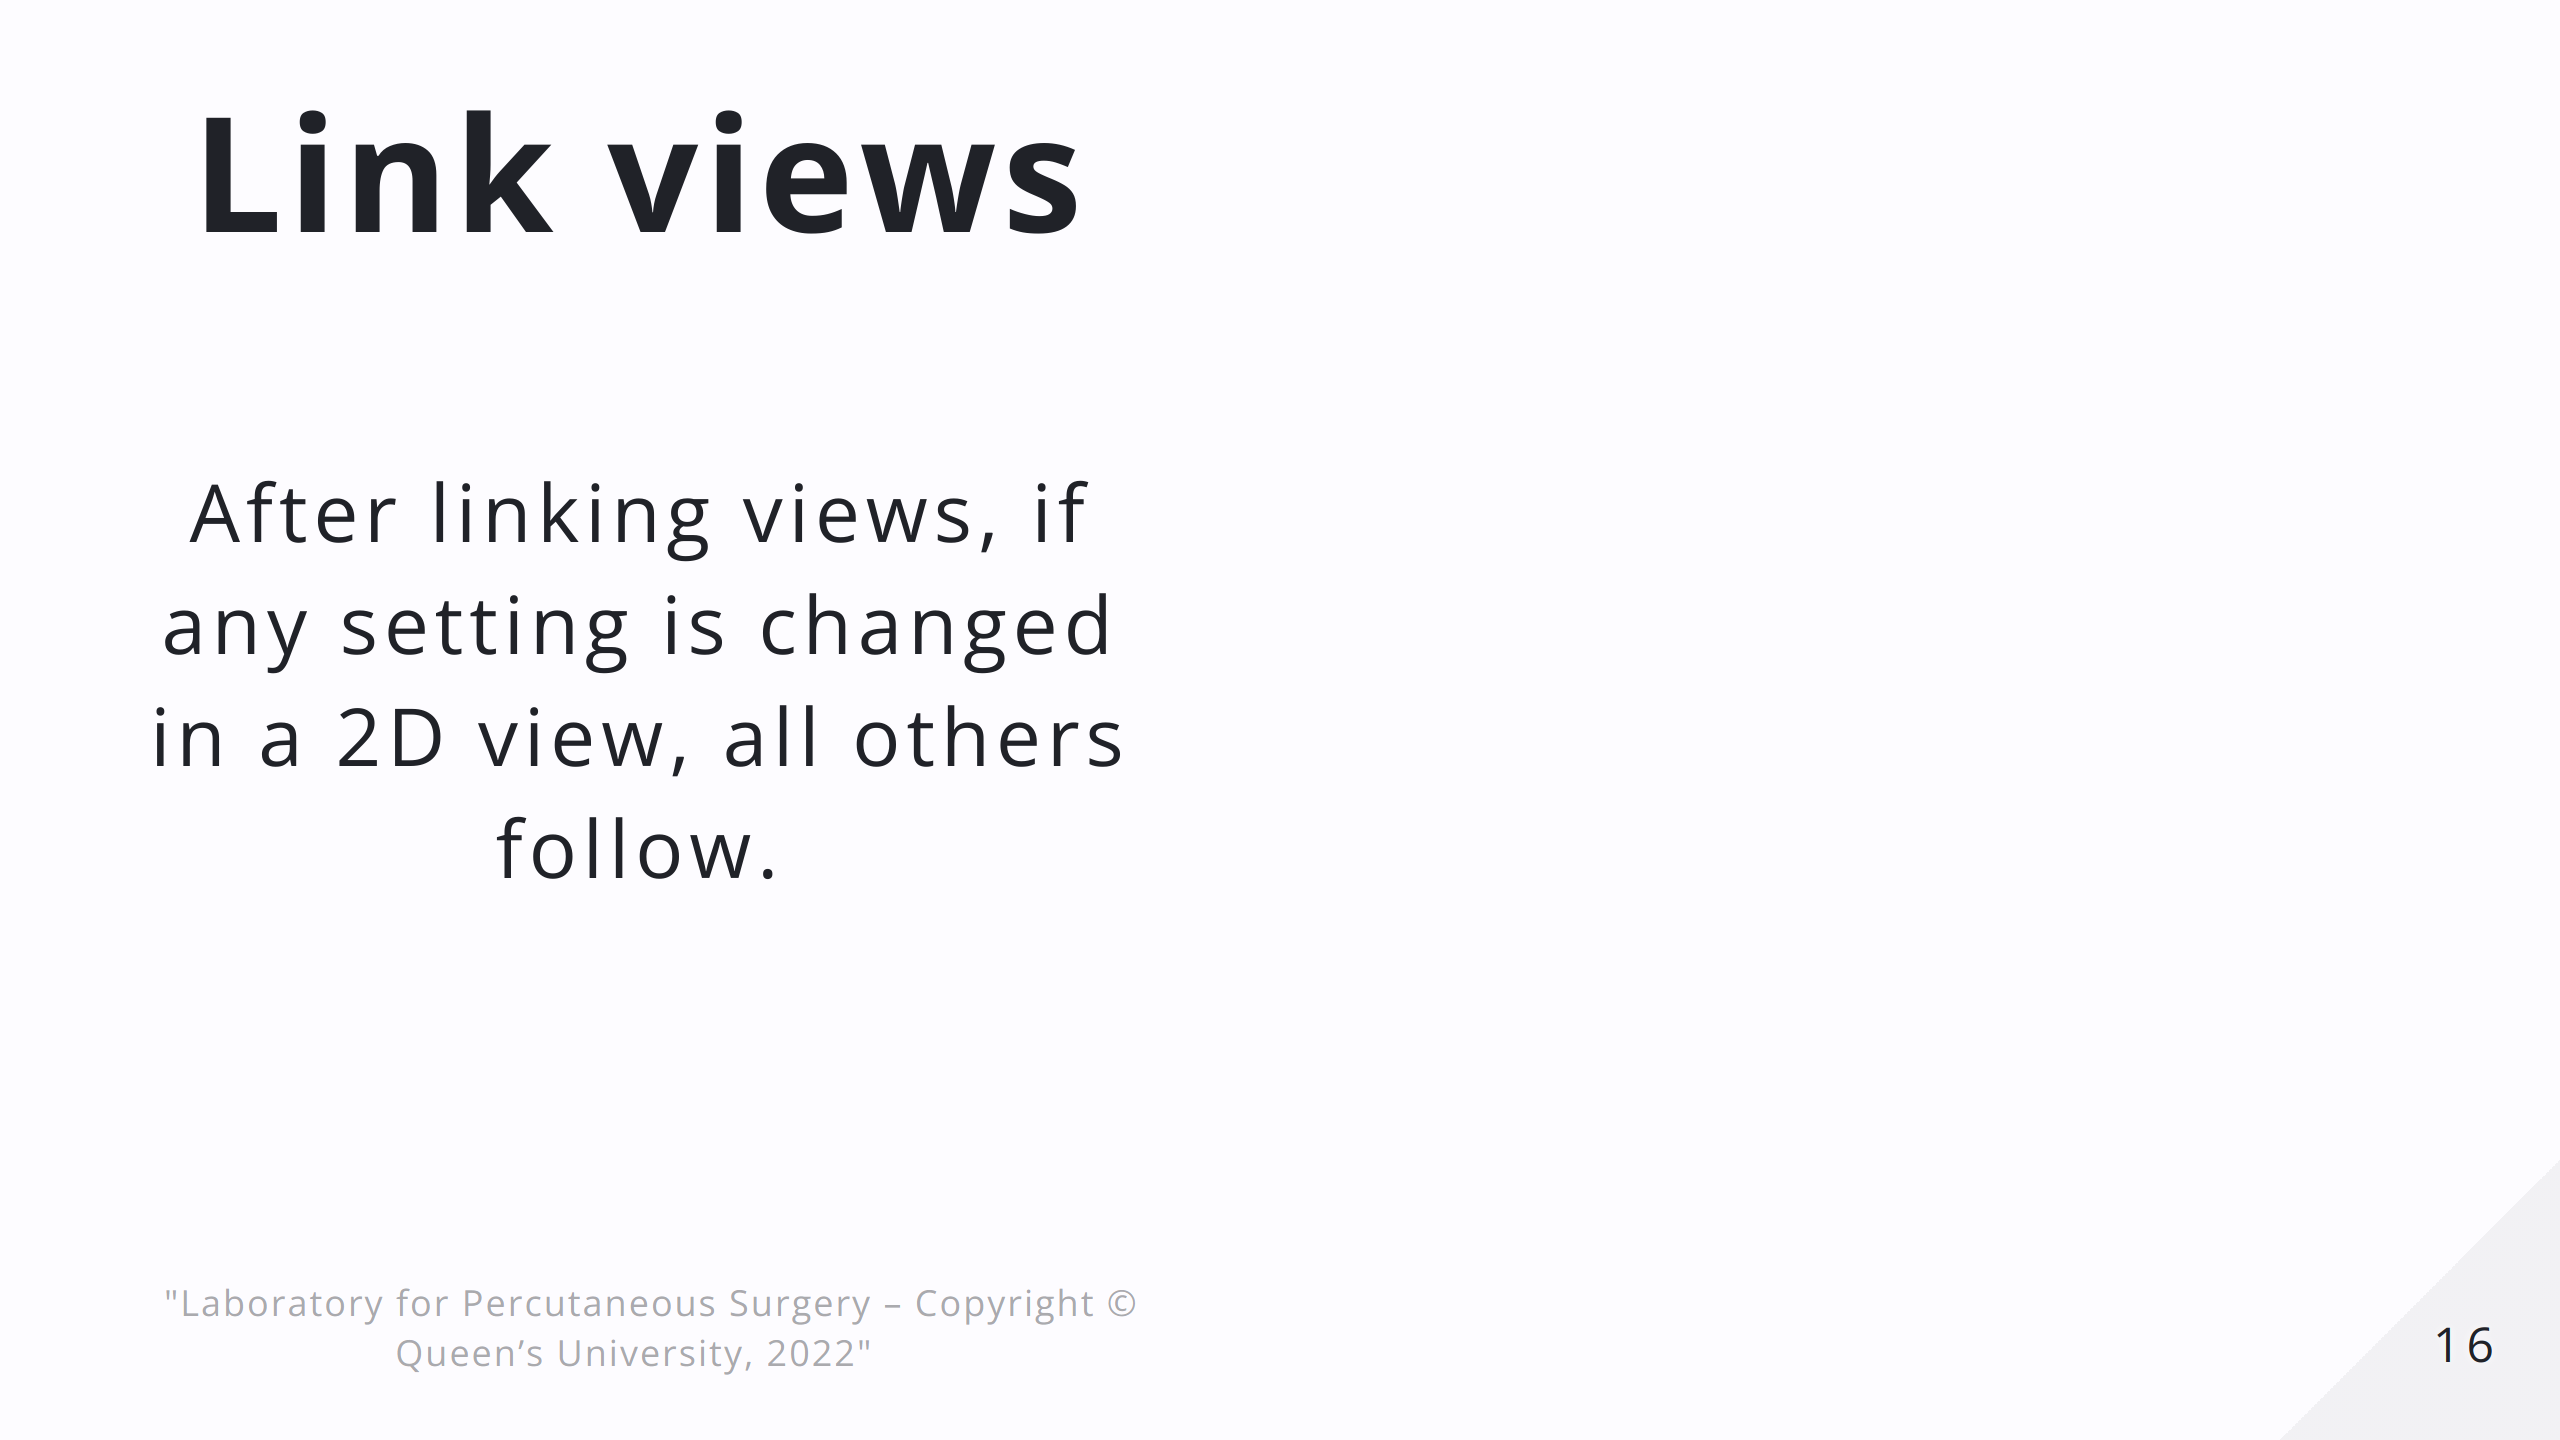 Link views
After linking views, if
any setting is changed
in a 2D view, all others
follow.
"Laboratory for Percutaneous Surgery – Copyright ©
Queen’s University, 2022"
16